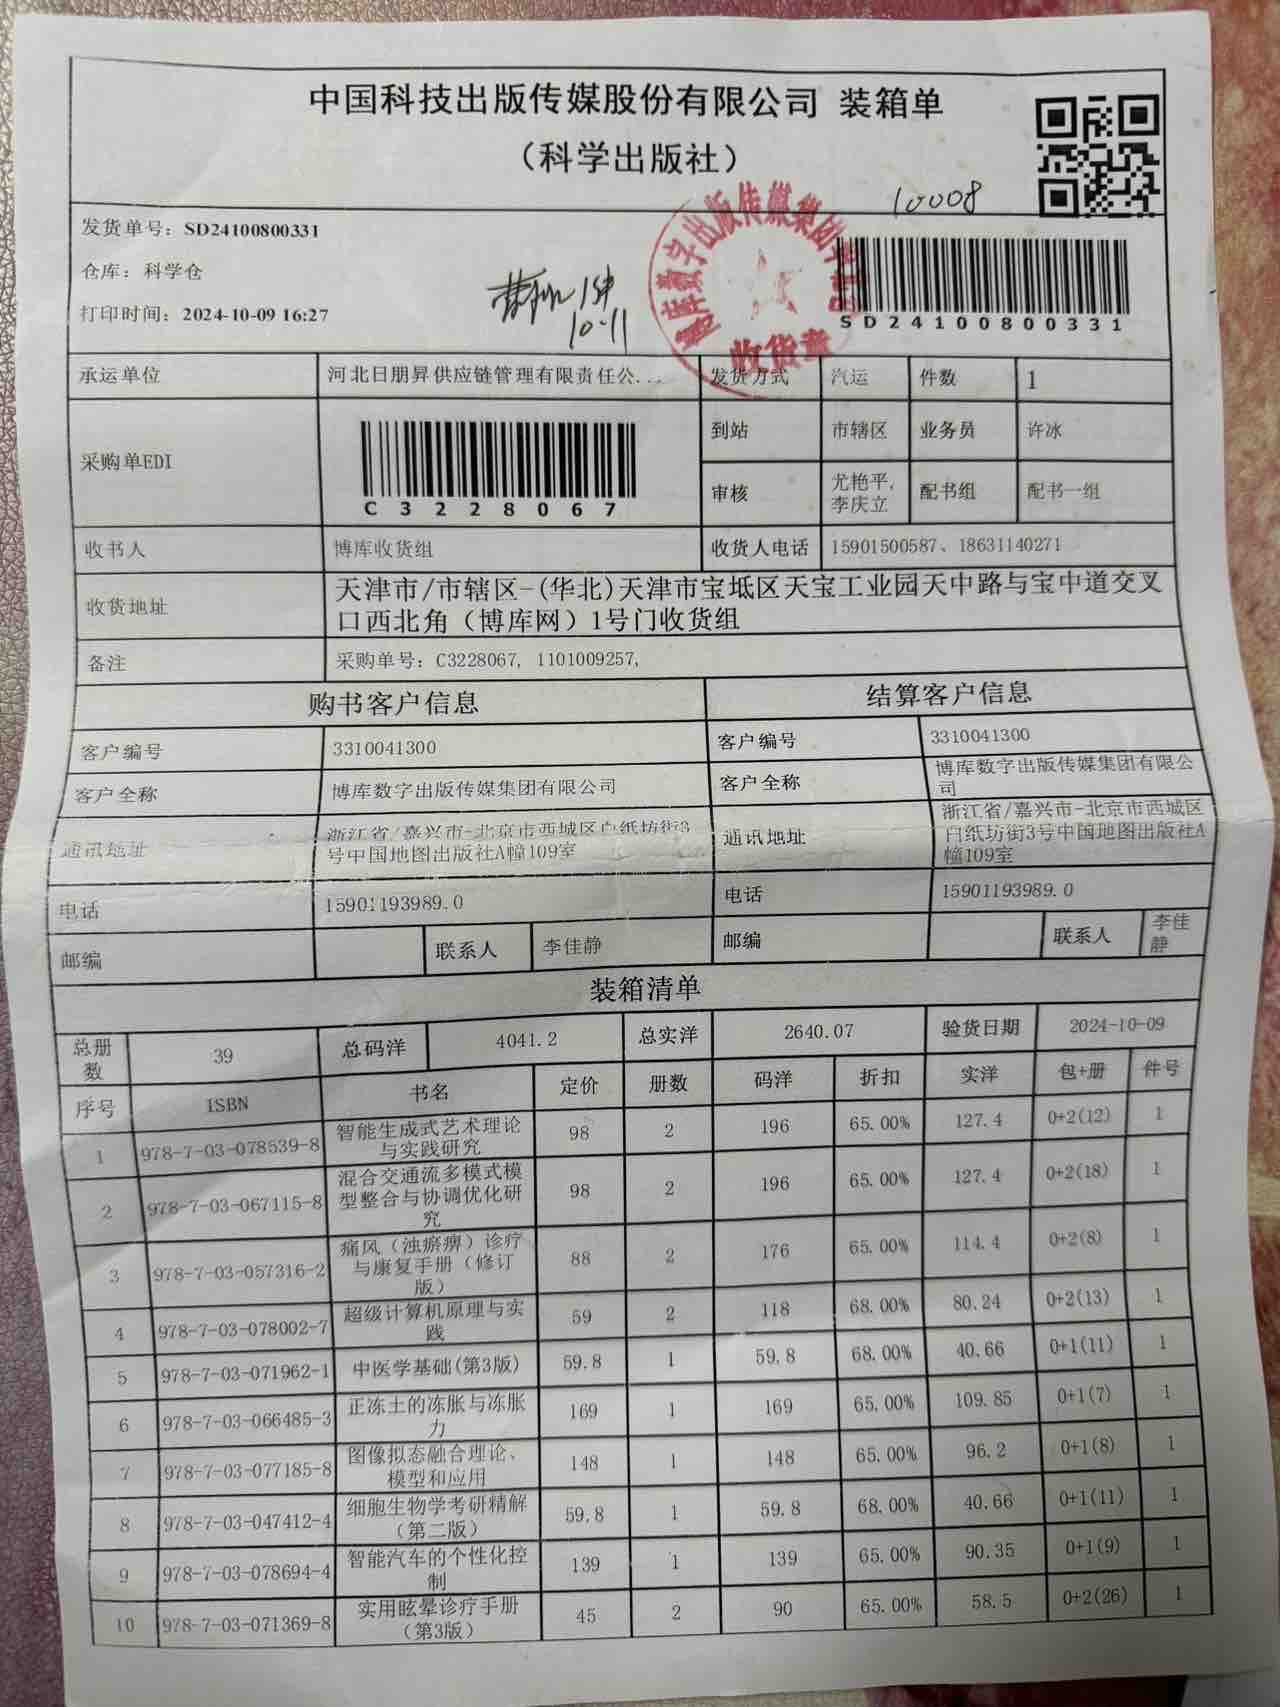 中国科技出版传媒股份有限公司 装箱单
（科学出版社）
10008
发货单号：SD24100800331
仓库：科学仓
打印时间：2024-10-09 16:27
10-11
博库数字出版传媒集团
收货章
SD24100800331
承运单位 河北日朋昇供应链管理有限责任公... 发货方式 汽运 件数 1
采购单EDI C3228067 到站 市辖区 业务员 许冰
审核 尤艳平, 李庆立 配书组 配书一组
收书人 博库收货组 收货人电话 15901500587、18631140271
收货地址 天津市/市辖区-(华北)天津市宝坻区天宝工业园天中路与宝中道交叉
口西北角（博库网）1号门收货组
备注 采购单号：C3228067, 1101009257,
购书客户信息 结算客户信息
客户编号 3310041300 客户编号 3310041300
客户全称 博库数字出版传媒集团有限公司 客户全称 博库数字出版传媒集团有限公
司
通讯地址 浙江省/嘉兴市-北京市西城区白纸坊街3
号中国地图出版社A幢109室
通讯地址 浙江省/嘉兴市-北京市西城区
白纸坊街3号中国地图出版社A
幢109室
电话 15901193989.0 电话 15901193989.0
邮编 联系人 李佳静 邮编 联系人 李佳
静
装箱清单
总册数 39 总码洋 4041.2 总实洋 2640.07 验货日期 2024-10-09
序号 ISBN 书名 定价 册数 码洋 折扣 实洋 包+册 件号
1 978-7-03-078539-8 智能生成式艺术理论与实践研究 98 2 196 65.00% 127.4 0+2(12) 1
2 978-7-03-067115-8 混合交通流多模式模型整合与协调优化研究 98 2 196 65.00% 127.4 0+2(18) 1
3 978-7-03-057316-2 痛风（浊瘀痹）诊疗与康复手册（修订版） 88 2 176 65.00% 114.4 0+2(8) 1
4 978-7-03-078002-7 超级计算机原理与实践 59 2 118 68.00% 80.24 0+2(13) 1
5 978-7-03-071962-1 中医学基础(第3版) 59.8 1 59.8 68.00% 40.66 0+1(11) 1
6 978-7-03-066485-3 正冻土的冻胀与冻胀力 169 1 169 65.00% 109.85 0+1(7) 1
7 978-7-03-077185-8 图像拟态融合理论、模型和应用 148 1 148 65.00% 96.2 0+1(8) 1
8 978-7-03-047412-4 细胞生物学考研精解（第二版） 59.8 1 59.8 68.00% 40.66 0+1(11) 1
9 978-7-03-078694-4 智能汽车的个性化控制 139 1 139 65.00% 90.35 0+1(9) 1
10 978-7-03-071369-8 实用眩晕诊疗手册（第3版） 45 2 90 65.00% 58.5 0+2(26) 1